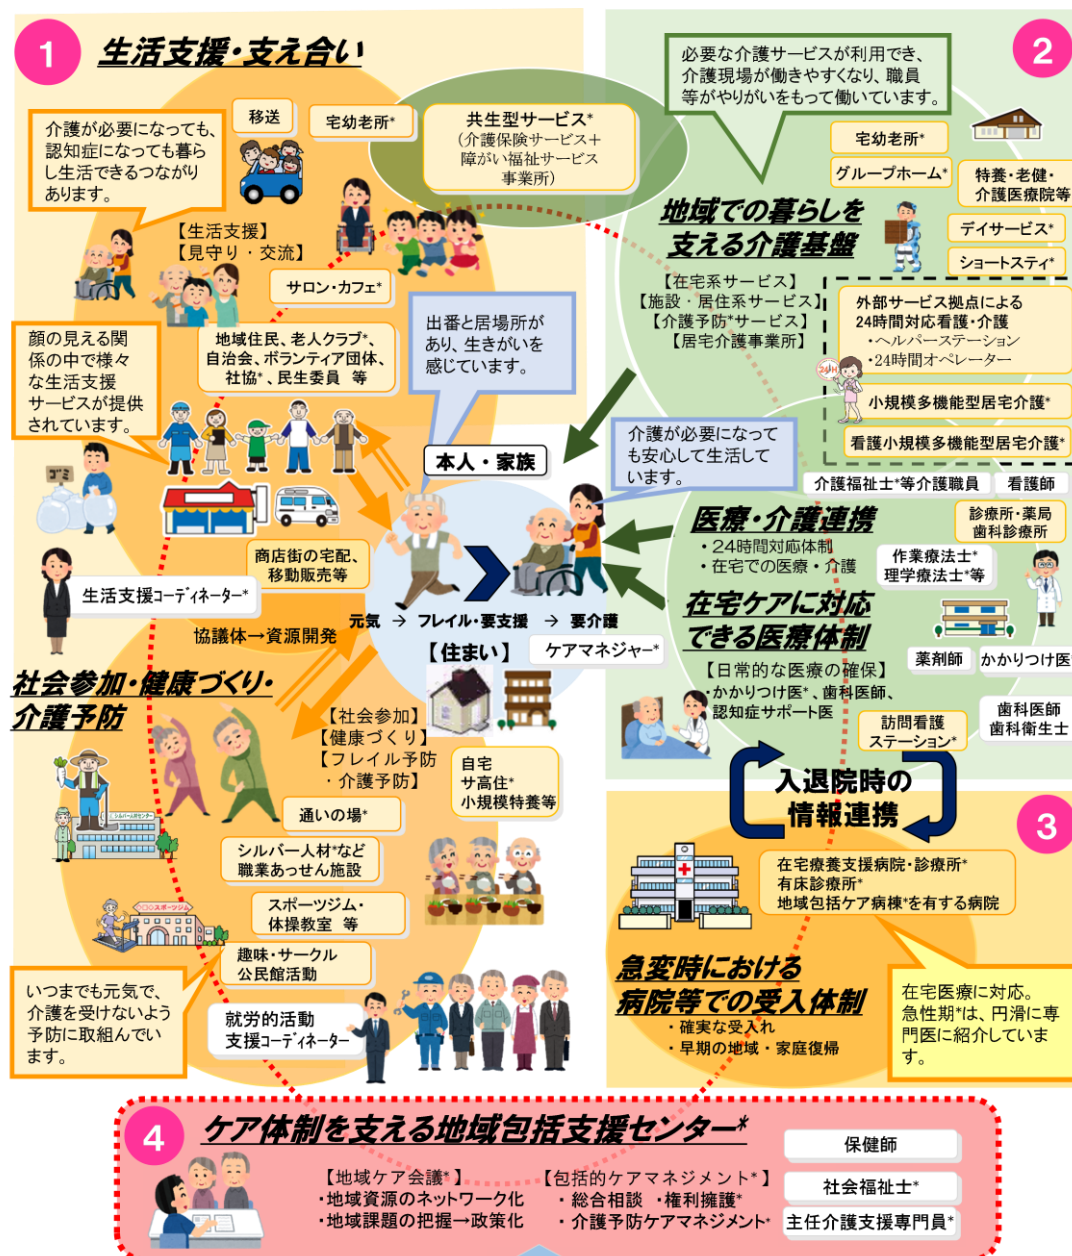 1
生活支援・支え合い
介護が必要になっても、
認知症になっても暮ら
し生活できるつながり
あります。
移送
宅幼老所*
共生型サービス*
(介護保険サービス＋
障がい福祉サービス
事業所)
【生活支援】
【見守り・交流】
サロン・カフェ*
顔の見える関
係の中で様々
な生活支援
サービスが提供
されています。
地域住民、老人クラブ*、
自治会、ボランティア団体、
社協*、民生委員 等
出番と居場所が
あり、生きがいを
感じています。
ゴミ
商店街の宅配、
移動販売等
生活支援コーディネーター*
協議体→資源開発
本人・家族
介護が必要になって
も安心して生活して
います。
元気 → フレイル・要支援 → 要介護
【住まい】
ケアマネジャー*
自宅
サ高住*
小規模特養等
2
必要な介護サービスが利用でき、
介護現場が働きやすくなり、職員
等がやりがいをもって働いています。
宅幼老所*
グループホーム*
特養・老健・
介護医療院等
デイサービス*
ショートスティ*
地域での暮らしを
支える介護基盤
【在宅系サービス】
【施設・居住系サービス】
【介護予防*サービス】
【居宅介護事業所】
外部サービス拠点による
24時間対応看護・介護
・ヘルパーステーション
・24時間オペレーター
24H
小規模多機能型居宅介護*
看護小規模多機能型居宅介護*
介護福祉士*等介護職員
看護師
医療・介護連携
・24時間対応体制
・在宅での医療・介護
診療所・薬局
歯科診療所
作業療法士*
理学療法士*等
在宅ケアに対応
できる医療体制
【日常的な医療の確保】
・かかりつけ医*、歯科医師、
認知症サポート医
薬剤師
かかりつけ医*
訪問看護
ステーション*
歯科医師
歯科衛生士
入退院時の
情報連携
社会参加・健康づくり・
介護予防
【社会参加】
【健康づくり】
【フレイル予防
・介護予防】
通いの場*
シルバー人材センター
シルバー人材*など
職業あっせん施設
〇〇スポーツジム
スポーツジム・
体操教室 等
趣味・サークル
公民館活動
いつまでも元気で、
介護を受けないよう
予防に取組んでい
ます。
就労的活動
支援コーディネーター
3
在宅療養支援病院・診療所*
有床診療所*
地域包括ケア病棟*を有する病院
急変時における
病院等での受入体制
・確実な受入れ
・早期の地域・家庭復帰
在宅医療に対応。
急性期*は、円滑に専
門医に紹介していま
す。
4
ケア体制を支える地域包括支援センター*
【地域ケア会議*】
・地域資源のネットワーク化
・地域課題の把握→政策化
【包括的ケアマネジメント*】
・総合相談 ・権利擁護*
・介護予防ケアマネジメント*
保健師
社会福祉士*
主任介護支援専門員*